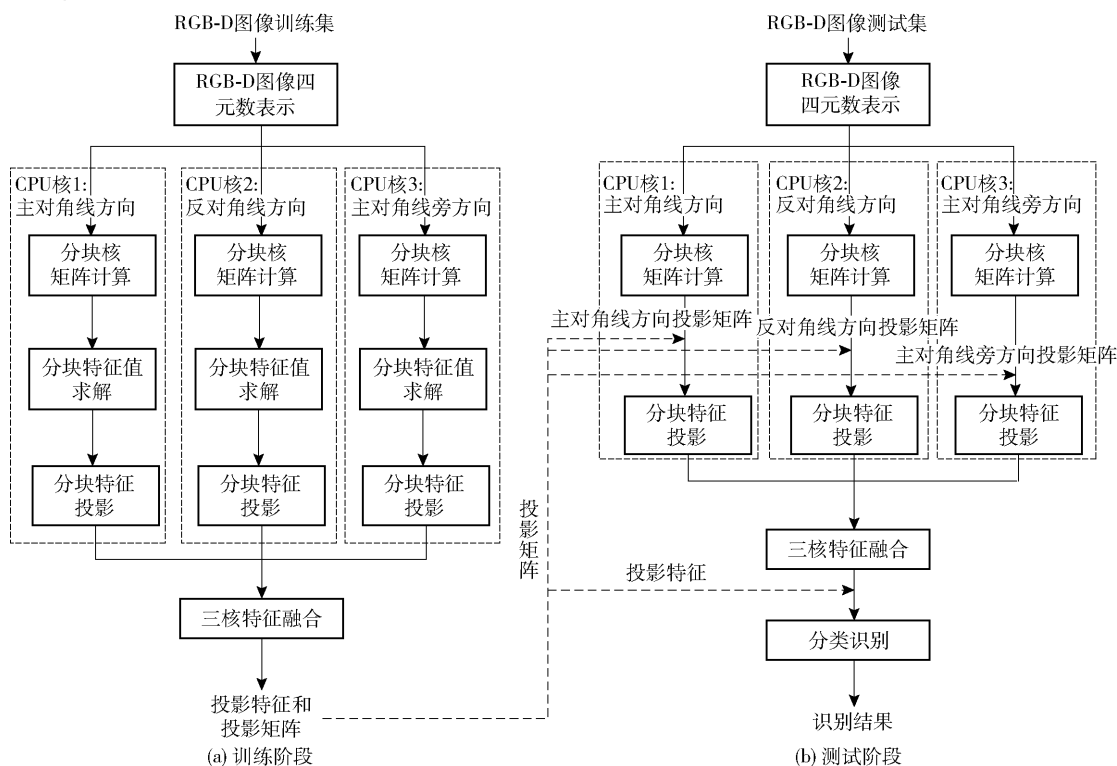 RGB-D图像训练集
RGB-D图像四
元数表示
CPU核1:
主对角线方向
分块核
矩阵计算
分块特征值
求解
分块特征
投影
CPU核2:
反对角线方向
分块核
矩阵计算
分块特征值
求解
分块特征
投影
CPU核3:
主对角线旁方向
分块核
矩阵计算
分块特征值
求解
分块特征
投影
三核特征融合
投影特征和
投影矩阵
(a) 训练阶段
投影矩阵
投影特征
RGB-D图像测试集
RGB-D图像
四元数表示
CPU核1:
主对角线方向
分块核
矩阵计算
主对角线方向投影矩阵
分块特征
投影
CPU核2:
反对角线方向
分块核
矩阵计算
反对角线方向投影矩阵
分块特征
投影
CPU核3:
主对角线旁方向
分块核
矩阵计算
主对角线旁方向投影矩阵
分块特征
投影
三核特征融合
分类识别
识别结果
(b) 测试阶段